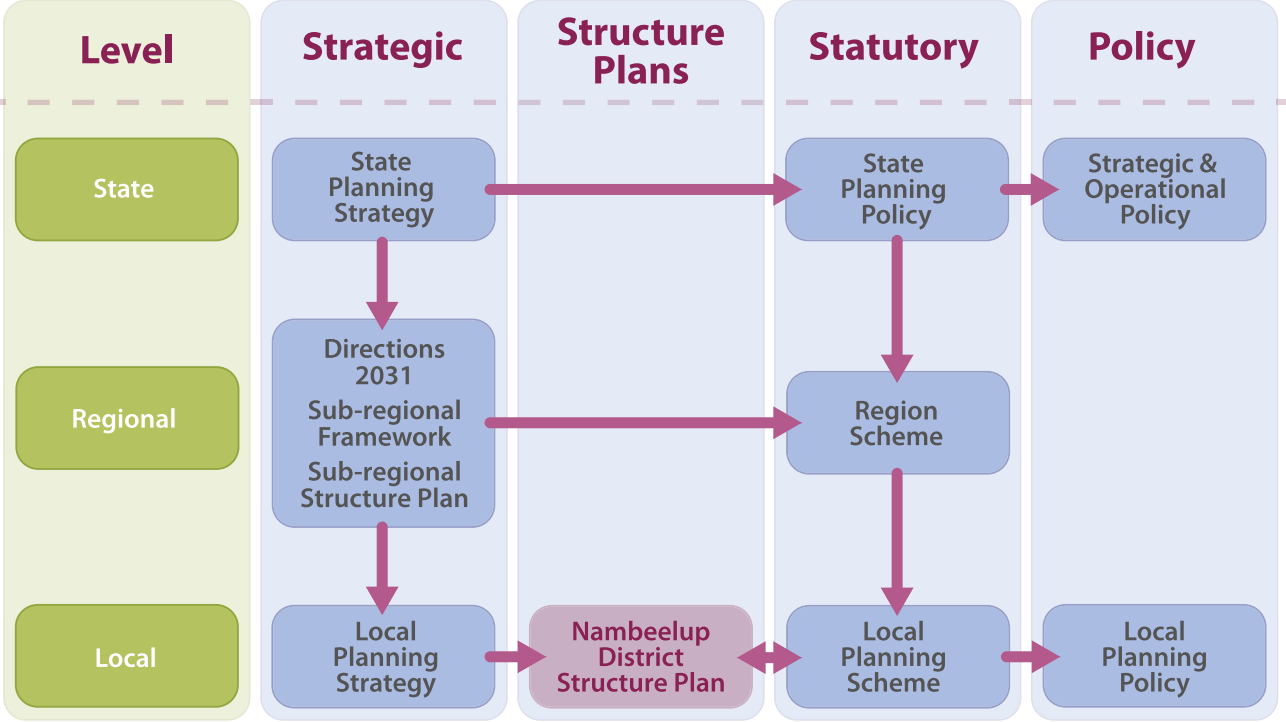 Level
Strategic
Structure
Plans
Statutory
Policy
State
State
Planning
Strategy
State
Planning
Policy
Strategic &
Operational
Policy
Regional
Directions
2031
Sub-regional
Framework
Sub-regional
Structure Plan
Region
Scheme
Local
Local
Planning
Strategy
Nambeelup
District
Structure Plan
Local
Planning
Scheme
Local
Planning
Policy